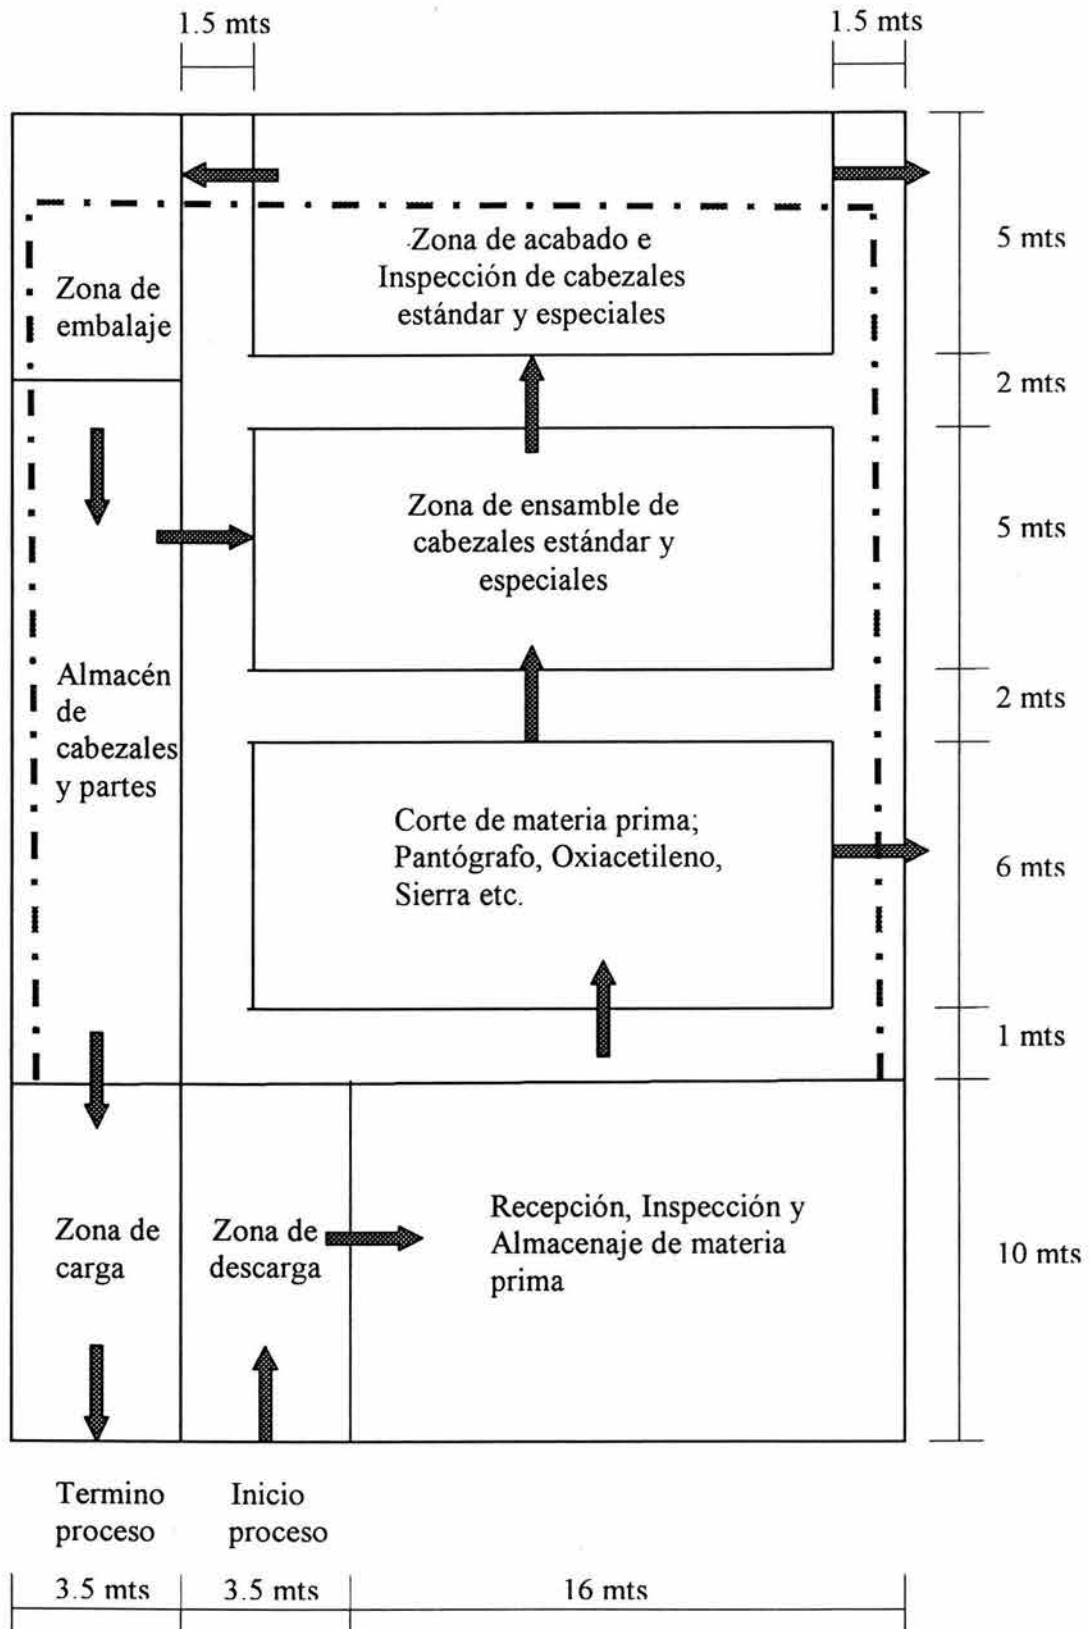 1.5 mts
1.5 mts
Zona de acabado e
Inspección de cabezales
estándar y especiales
5 mts
Zona de
embalaje
2 mts
Zona de ensamble de
cabezales estándar y
especiales
5 mts
Almacén
de
cabezales
y partes
2 mts
Corte de materia prima;
Pantógrafo, Oxiacetileno,
Sierra etc.
6 mts
1 mts
Zona de
carga
Zona de
descarga
Recepción, Inspección y
Almacenaje de materia
prima
10 mts
Termino
proceso
Inicio
proceso
3.5 mts
3.5 mts
16 mts